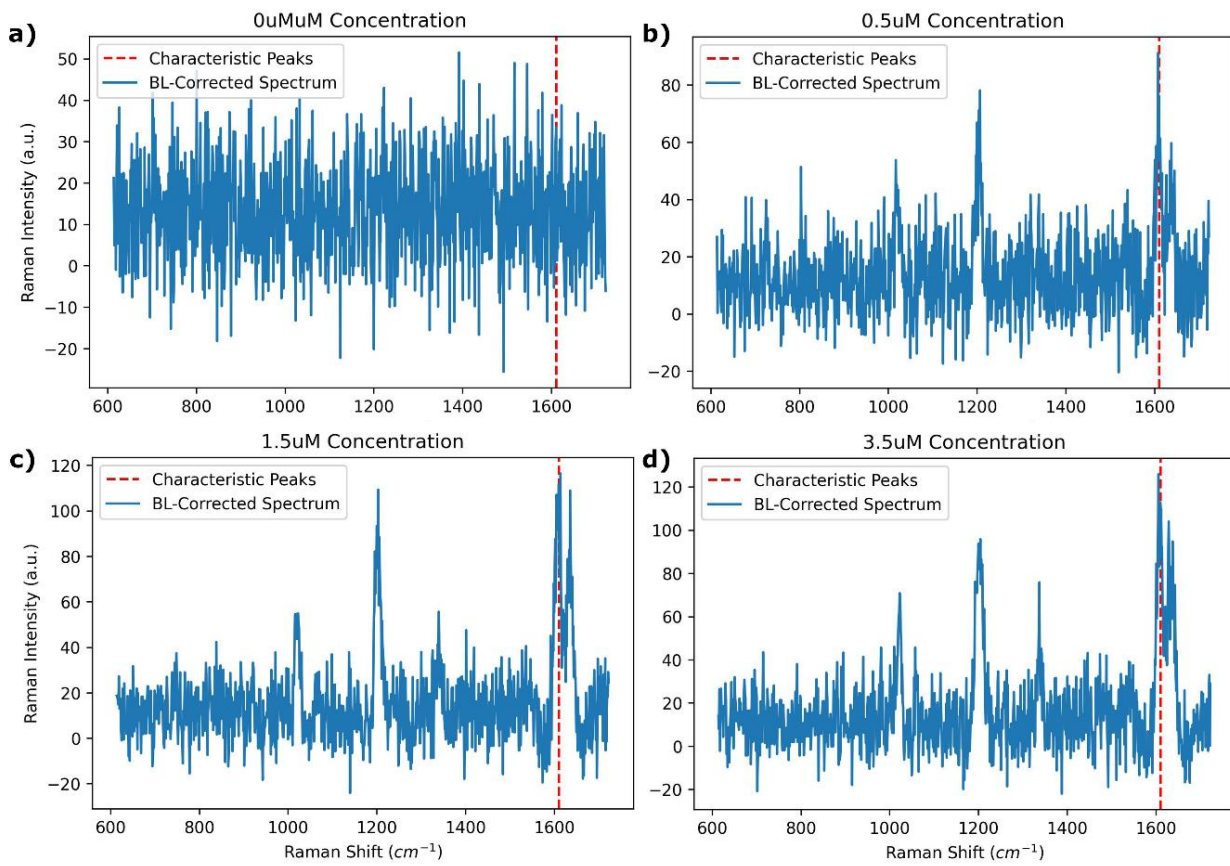 a)
0uMuM Concentration
Characteristic Peaks
BL-Corrected Spectrum
Raman Intensity (a.u.)
50
40
30
20
10
0
−10
−20
600 800 1000 1200 1400 1600
b)
0.5uM Concentration
Characteristic Peaks
BL-Corrected Spectrum
80
60
40
20
0
−20
600 800 1000 1200 1400 1600
c)
1.5uM Concentration
Characteristic Peaks
BL-Corrected Spectrum
Raman Intensity (a.u.)
120
100
80
60
40
20
0
−20
600 800 1000 1200 1400 1600
Raman Shift (cm⁻¹)
d)
3.5uM Concentration
Characteristic Peaks
BL-Corrected Spectrum
120
100
80
60
40
20
0
−20
600 800 1000 1200 1400 1600
Raman Shift (cm⁻¹)